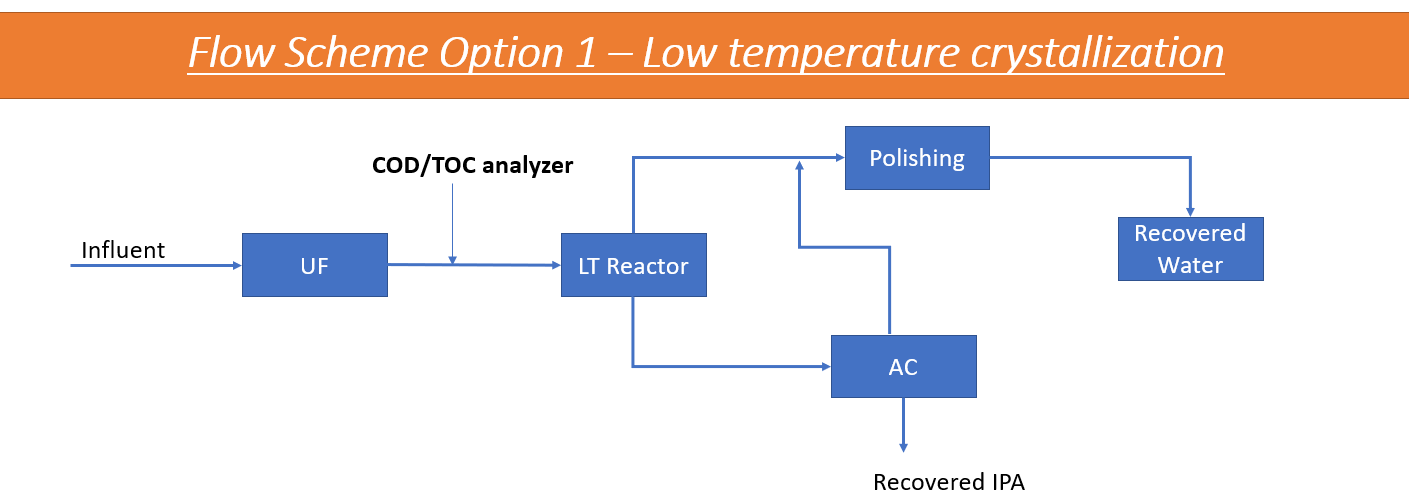 Flow Scheme Option 1 – Low temperature crystallization
COD/TOC analyzer
Polishing
Influent
UF
LT Reactor
Recovered
Water
AC
Recovered IPA